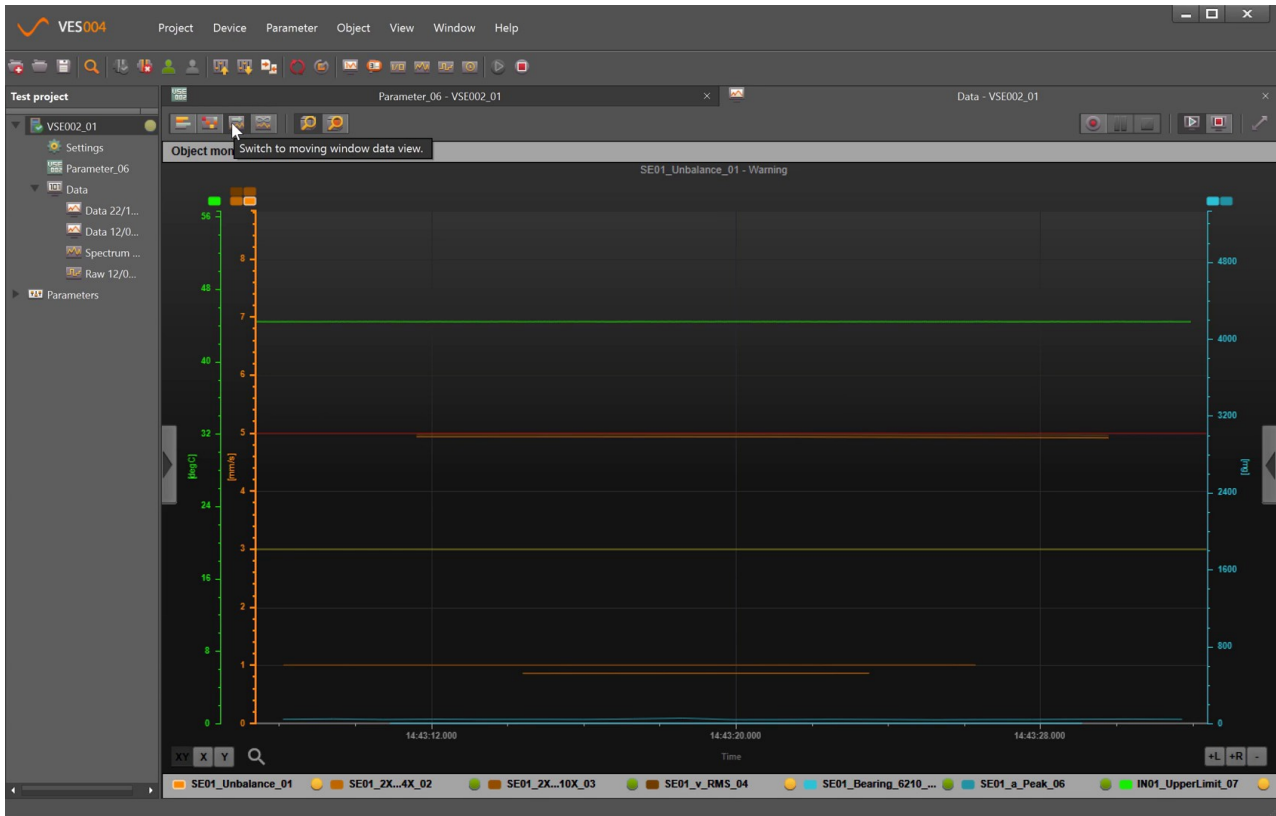 VES004 Project Device Parameter Object View Window Help
Test project
Parameter_06 - VSE002_01 ×
Data - VSE002_01 ×
VSE002_01
Settings
Parameter_06
Data
Data 22/1...
Data 12/0...
Spectrum ...
Raw 12/0...
Parameters
Object mon
Switch to moving window data view.
SE01_Unbalance_01 - Warning
56
48
40
32
24
16
8
0
[degC]
8
7
6
5
4
3
2
1
0
[mm/s]
4800
4000
3200
2400
1600
800
0
[mg]
14:43:12.000 14:43:20.000 14:43:28.000
Time
XY X Y
+L +R -
SE01_Unbalance_01 SE01_2X...4X_02 SE01_2X...10X_03 SE01_v_RMS_04 SE01_Bearing_6210_... SE01_a_Peak_06 IN01_UpperLimit_07